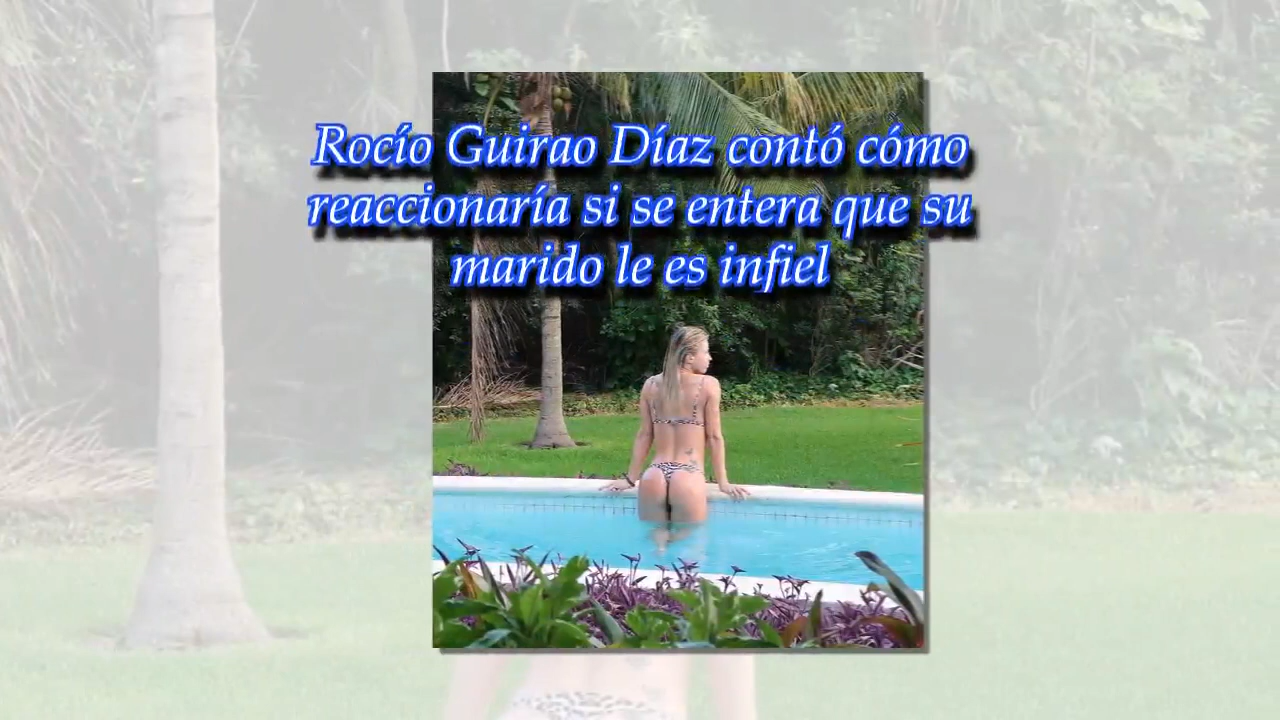 Rocío Guirao Díaz contó cómo
reaccionaría si se entera que su
marido le es infiel